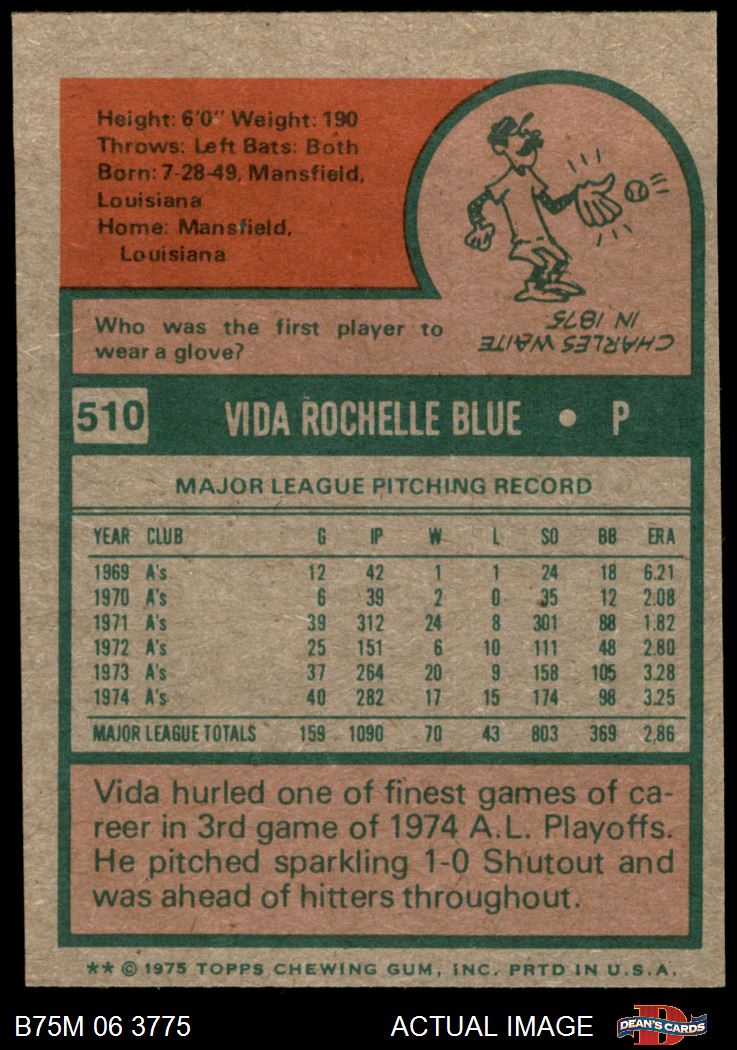 Height: 6'0" Weight: 190
Throws: Left Bats: Both
Born: 7-28-49, Mansfield,
Louisiana
Home: Mansfield,
Louisiana
Who was the first player to
wear a glove?
CHARLES WAITE
IN 1875
510 VIDA ROCHELLE BLUE • P
MAJOR LEAGUE PITCHING RECORD
YEAR CLUB G IP W L SO BB ERA
1969 A's 12 42 1 1 24 18 6.21
1970 A's 6 39 2 0 35 12 2.08
1971 A's 39 312 24 8 301 88 1.82
1972 A's 25 151 6 10 111 48 2.80
1973 A's 37 264 20 9 158 105 3.28
1974 A's 40 282 17 15 174 98 3.25
MAJOR LEAGUE TOTALS 159 1090 70 43 803 369 2.86
Vida hurled one of finest games of ca-
reer in 3rd game of 1974 A.L. Playoffs.
He pitched sparkling 1-0 Shutout and
was ahead of hitters throughout.
** © 1975 TOPPS CHEWING GUM, INC. PRTD IN U.S.A.
B75M 06 3775 ACTUAL IMAGE DEAN'S CARDS